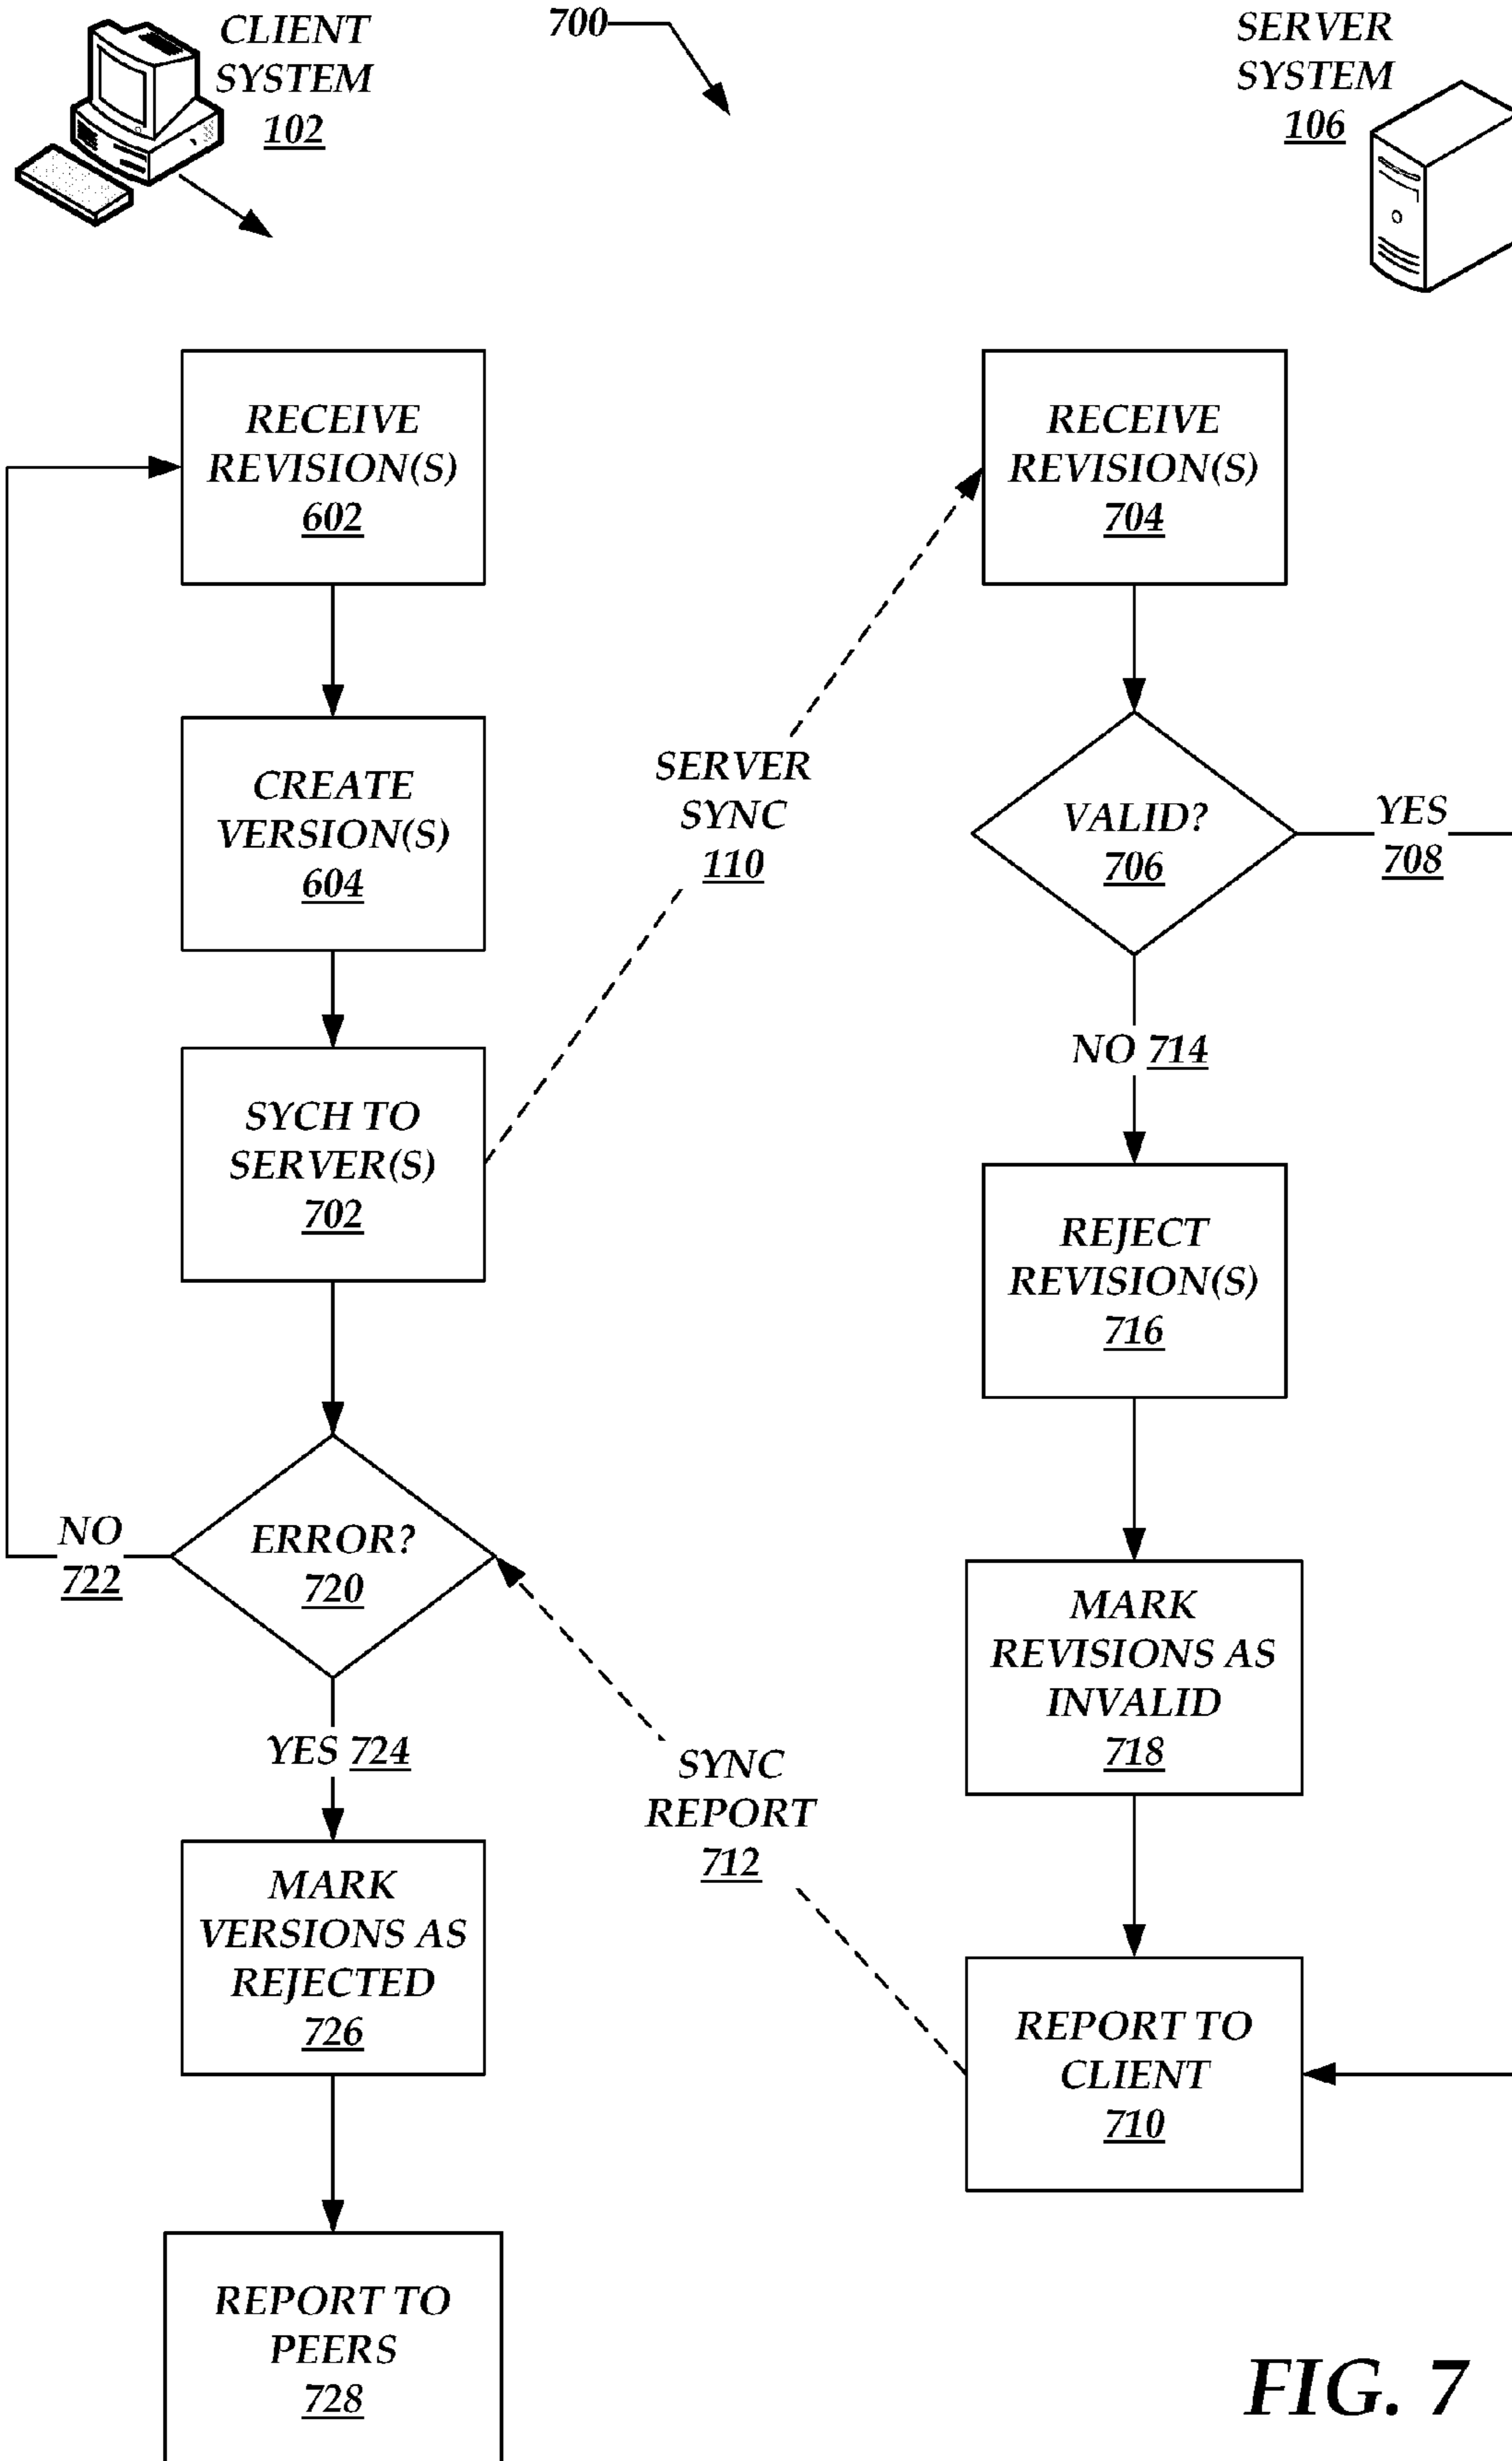 CLIENT
SYSTEM
102
700
SERVER
SYSTEM
106
RECEIVE
REVISION(S)
602
RECEIVE
REVISION(S)
704
CREATE
VERSION(S)
604
SERVER
SYNC
110
VALID?
706
YES
708
NO 714
SYCH TO
SERVER(S)
702
REJECT
REVISION(S)
716
ERROR?
720
NO
722
MARK
REVISIONS AS
INVALID
718
YES 724
SYNC
REPORT
712
MARK
VERSIONS AS
REJECTED
726
REPORT TO
CLIENT
710
REPORT TO
PEERS
728
FIG. 7